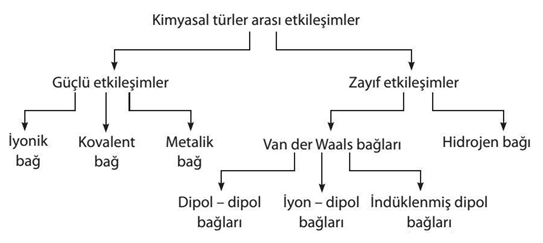 Kimyasal türler arası etkileşimler
Güçlü etkileşimler
Zayıf etkileşimler
İyonik
bağ
Kovalent
bağ
Metalik
bağ
Van der Waals bağları
Hidrojen bağı
Dipol – dipol
bağları
İyon – dipol
bağları
İndüklenmiş dipol
bağları